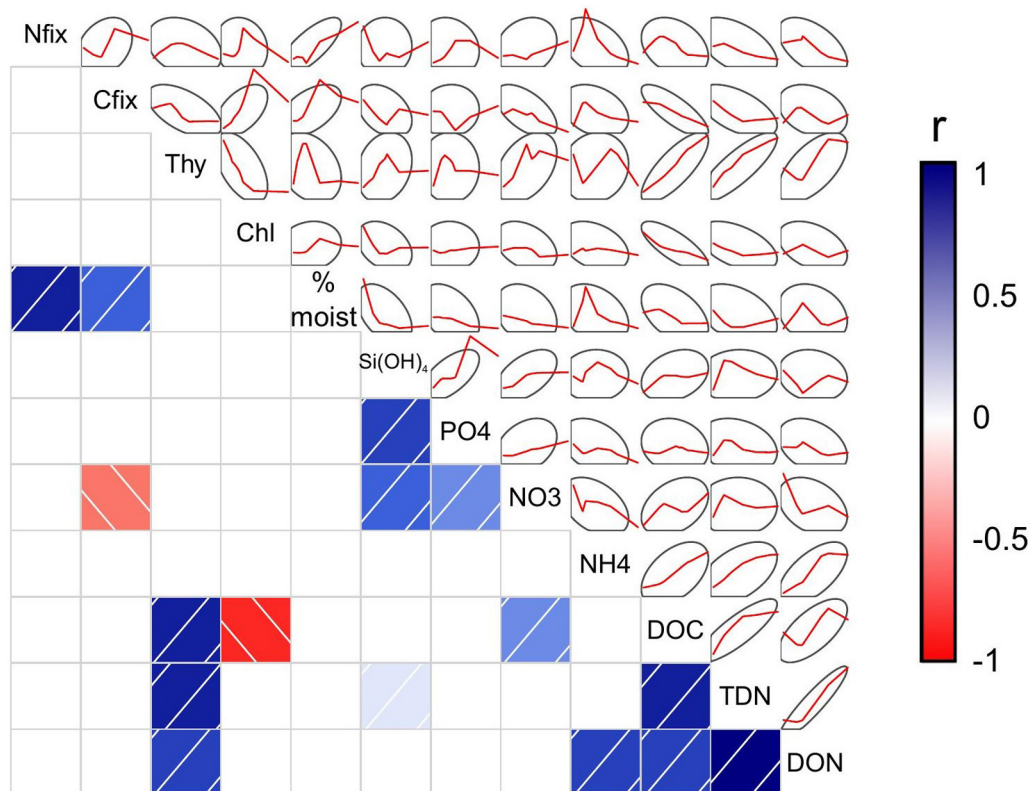 Nfix
Cfix
Thy
Chl
%
moist
Si(OH)₄
PO4
NO3
NH4
DOC
TDN
DON
r
1
0.5
0
-0.5
-1